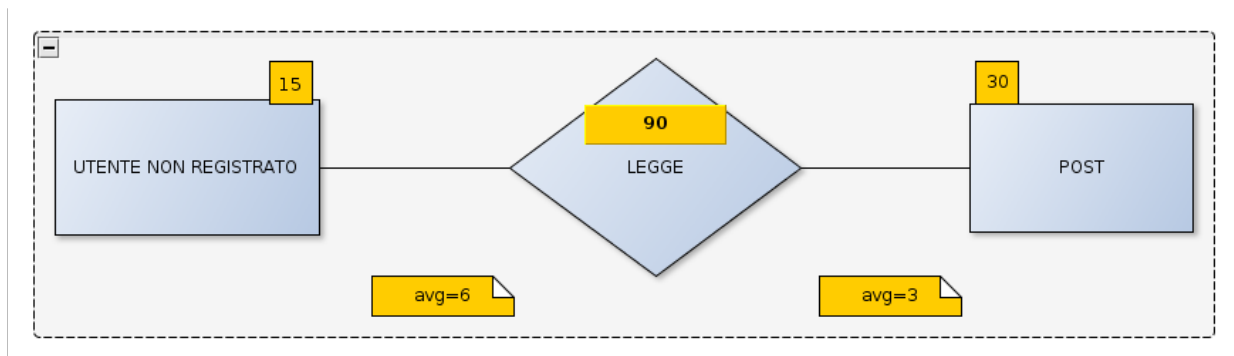 15
30
90
UTENTE NON REGISTRATO
LEGGE
POST
avg=6
avg=3